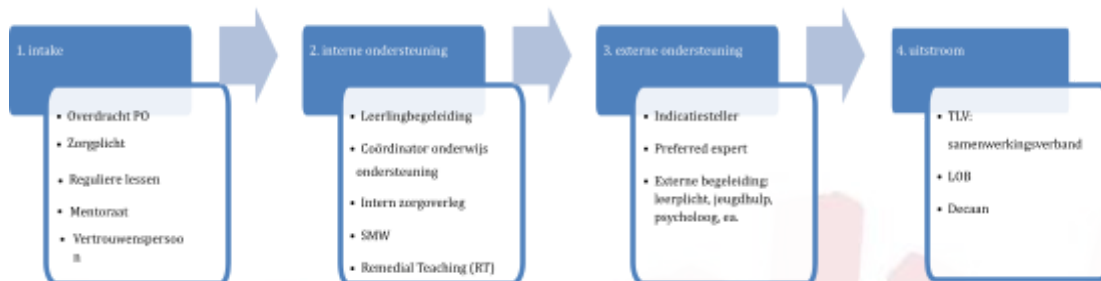 1. intake
• Overdracht PO
• Zorgplicht
• Reguliere lessen
• Mentoraat
• Vertrouwenspersoo
n
2. interne ondersteuning
• Leerlingbegeleiding
• Coördinator onderwijs
ondersteuning
• Intern zorgoverleg
• SMW
• Remedial Teaching (RT)
3. externe ondersteuning
• Indicatiesteller
• Preferred expert
• Externe begeleiding:
leerplicht, jeugdhulp,
psycholoog, ea.
4. uitstroom
• TLV:
samenwerkingsverband
• LOB
• Decaan